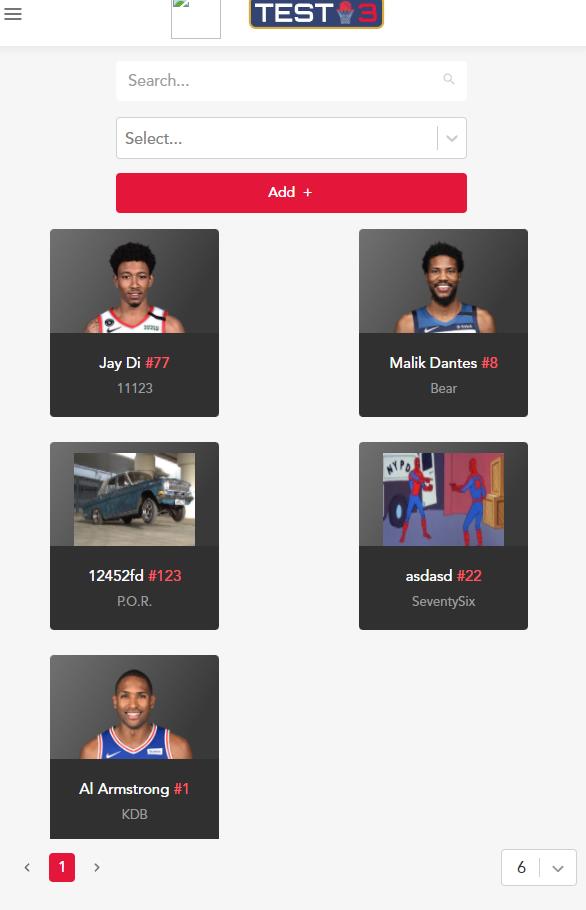 TEST 3
Search...
Select...
Add +
Jay Di #77
11123
Malik Dantes #8
Bear
NYPD
12452fd #123
P.O.R.
asdasd #22
SeventySix
Al Armstrong #1
KDB
1
6